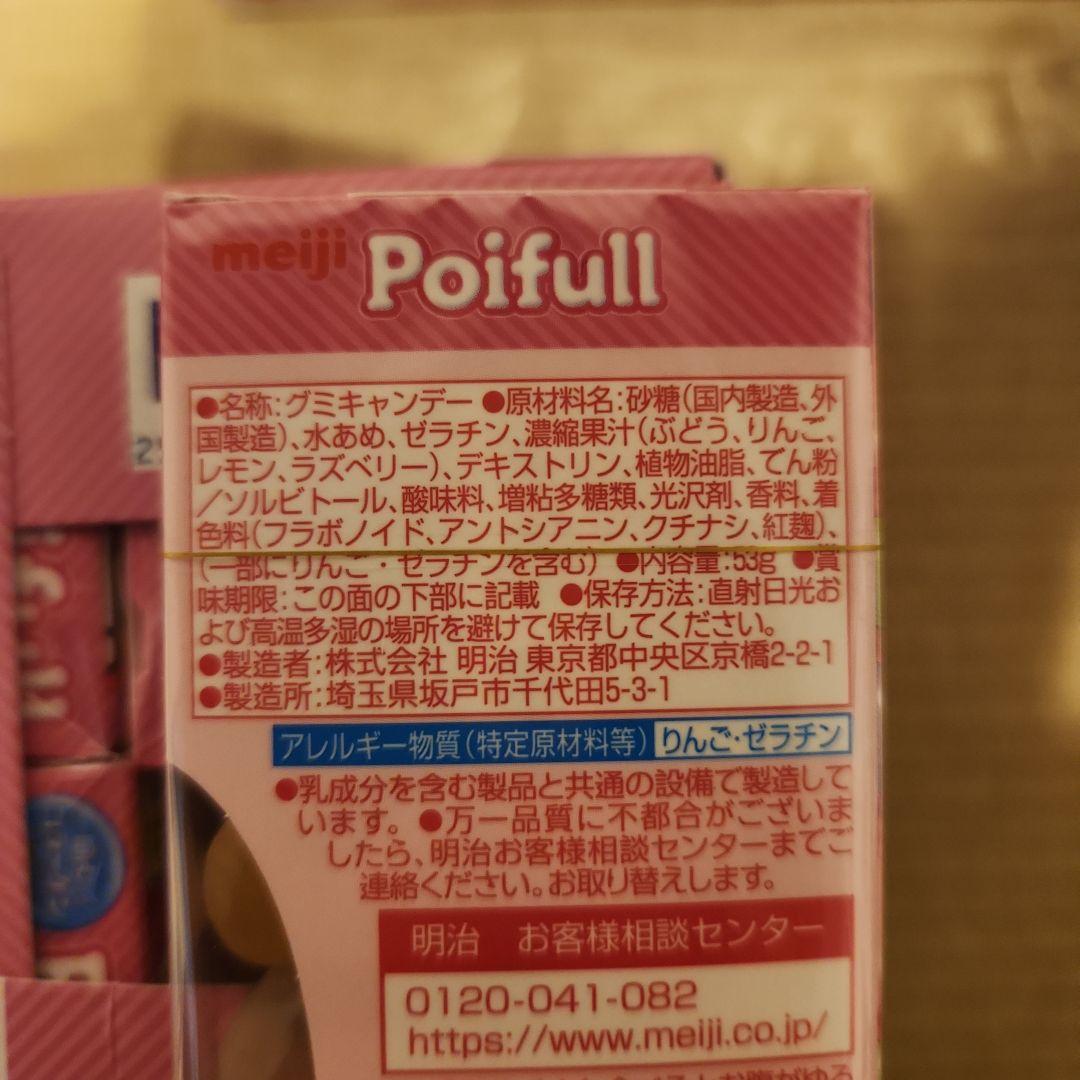 meiji Poifull
●名称:グミキャンデー ●原材料名:砂糖(国内製造、外
国製造)、水あめ、ゼラチン、濃縮果汁(ぶどう、りんご、
レモン、ラズベリー)、デキストリン、植物油脂、でん粉
/ソルビトール、酸味料、増粘多糖類、光沢剤、香料、着
色料(フラボノイド、アントシアニン、クチナシ、紅麹)、
(一部にりんご・ゼラチンを含む) ●内容量:53g ●賞
味期限:この面の下部に記載 ●保存方法:直射日光お
よび高温多湿の場所を避けて保存してください。
●製造者:株式会社 明治 東京都中央区京橋2-2-1
●製造所:埼玉県坂戸市千代田5-3-1
アレルギー物質(特定原材料等) りんご・ゼラチン
●乳成分を含む製品と共通の設備で製造して
います。●万一品質に不都合がございま
したら、明治お客様相談センターまでご
連絡ください。お取り替えします。
明治 お客様相談センター
0120-041-082
https://www.meiji.co.jp/